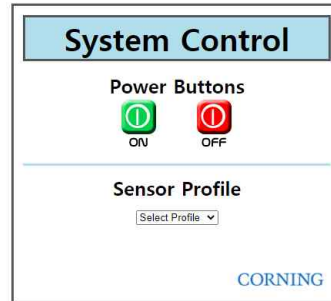 System Control
Power Buttons
ON OFF
Sensor Profile
Select Profile
CORNING